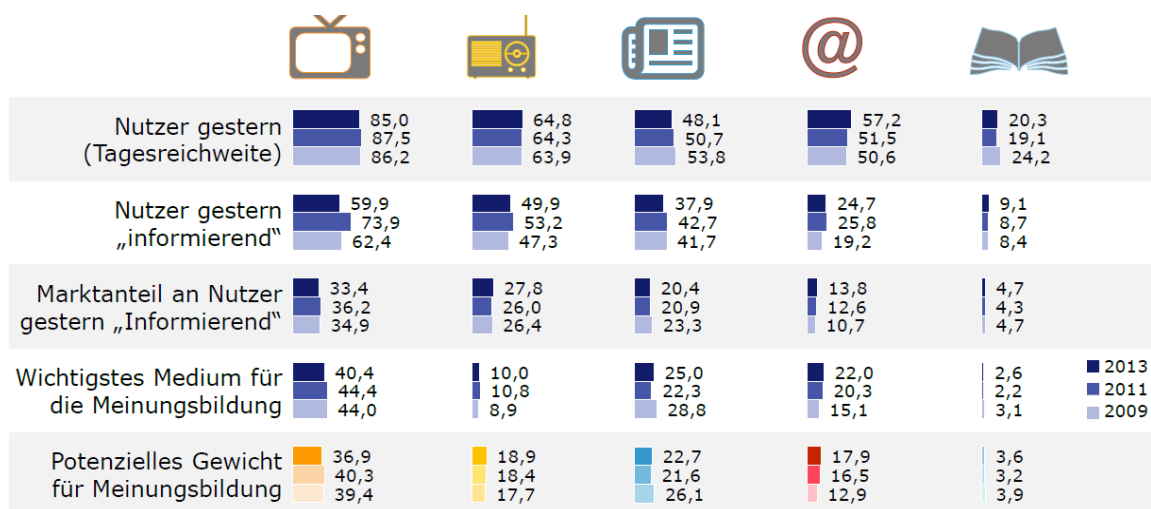 @
Nutzer gestern
(Tagesreichweite)
85,0 64,8 48,1 57,2 20,3
87,5 64,3 50,7 51,5 19,1
86,2 63,9 53,8 50,6 24,2
Nutzer gestern
„informierend“
59,9 49,9 37,9 24,7 9,1
73,9 53,2 42,7 25,8 8,7
62,4 47,3 41,7 19,2 8,4
Marktanteil an Nutzer
gestern „Informierend“
33,4 27,8 20,4 13,8 4,7
36,2 26,0 20,9 12,6 4,3
34,9 26,4 23,3 10,7 4,7
Wichtigstes Medium für
die Meinungsbildung
40,4 10,0 25,0 22,0 2,6
44,4 10,8 22,3 20,3 2,2
44,0 8,9 28,8 15,1 3,1
2013
2011
2009
Potenzielles Gewicht
für Meinungsbildung
36,9 18,9 22,7 17,9 3,6
40,3 18,4 21,6 16,5 3,2
39,4 17,7 26,1 12,9 3,9